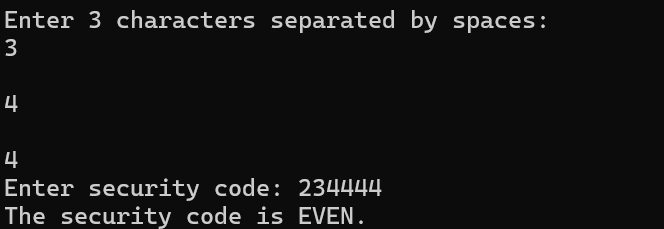 Enter 3 characters separated by spaces:
3
4
4
Enter security code: 234444
The security code is EVEN.